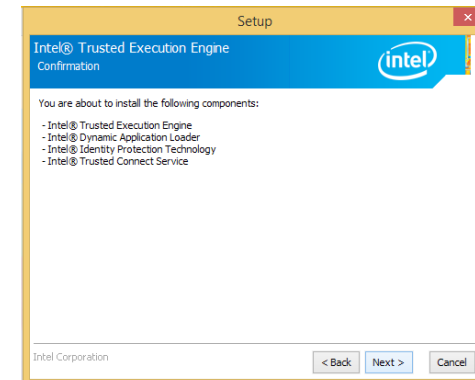 Setup
Intel® Trusted Execution Engine
Confirmation
intel
You are about to install the following components:
- Intel® Trusted Execution Engine
- Intel® Dynamic Application Loader
- Intel® Identity Protection Technology
- Intel® Trusted Connect Service
Intel Corporation
< Back
Next >
Cancel